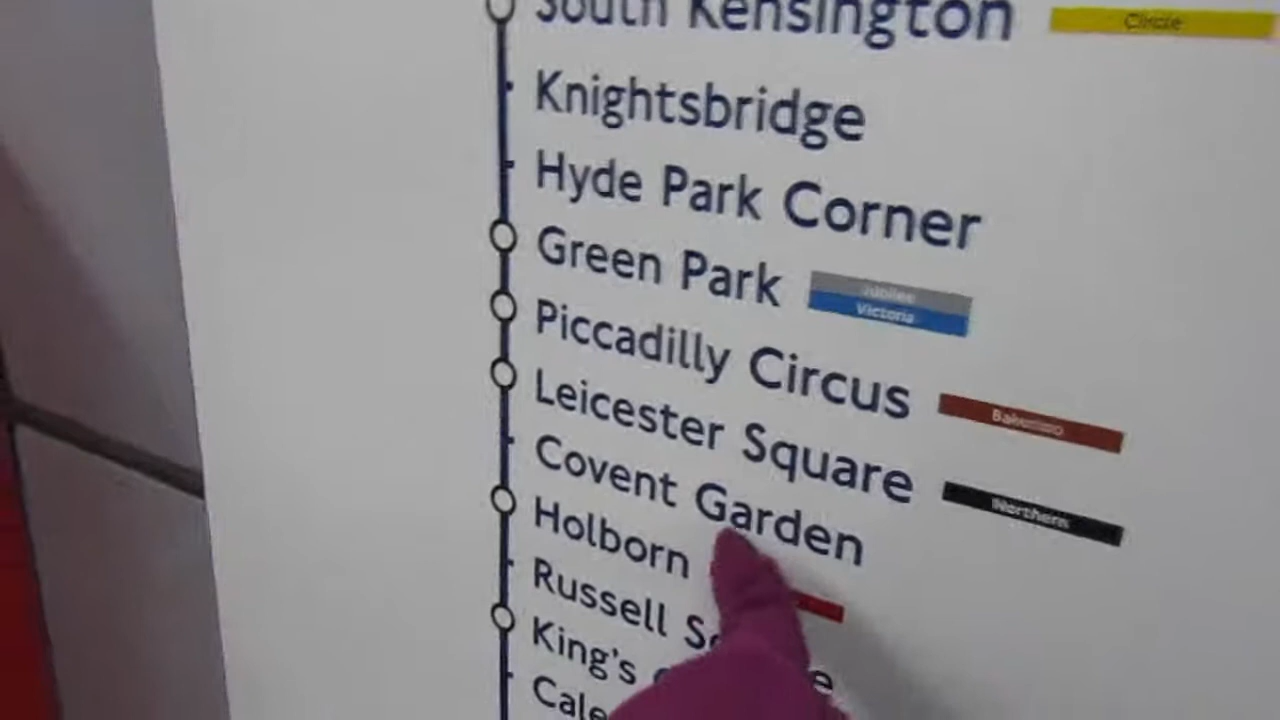 South Kensington Circle
Knightsbridge
Hyde Park Corner
Green Park Jubilee
Victoria
Piccadilly Circus Bakerloo
Leicester Square Northern
Covent Garden
Holborn
Russell
King's